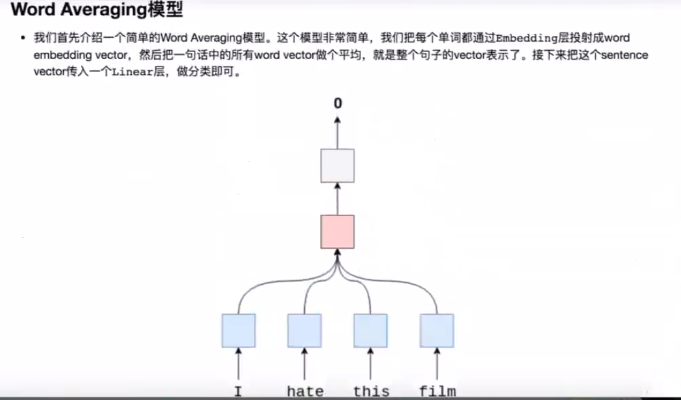 Word Averaging模型
我们首先介绍一个简单的Word Averaging模型。这个模型非常简单，我们把每个单词都通过Embedding层投射成word
embedding vector，然后把一句话中的所有word vector做个平均，就是整个句子的vector表示了。接下来把这个sentence
vector传入一个Linear层，做分类即可。
0
I hate this film